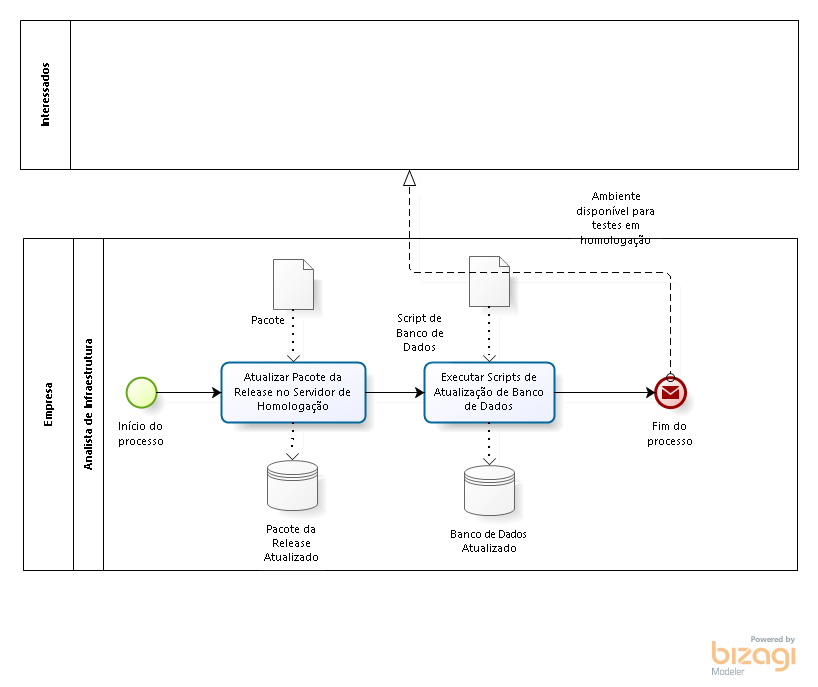 Interessados
Ambiente
disponível para
testes em
homologação
Empresa
Analista de Infraestrutura
Pacote
Script de
Banco de
Dados
Início do
processo
Atualizar Pacote da
Release no Servidor de
Homologação
Executar Scripts de
Atualização de Banco
de Dados
Fim do
processo
Pacote da
Release
Atualizado
Banco de Dados
Atualizado
Powered by
bizagi
Modeler